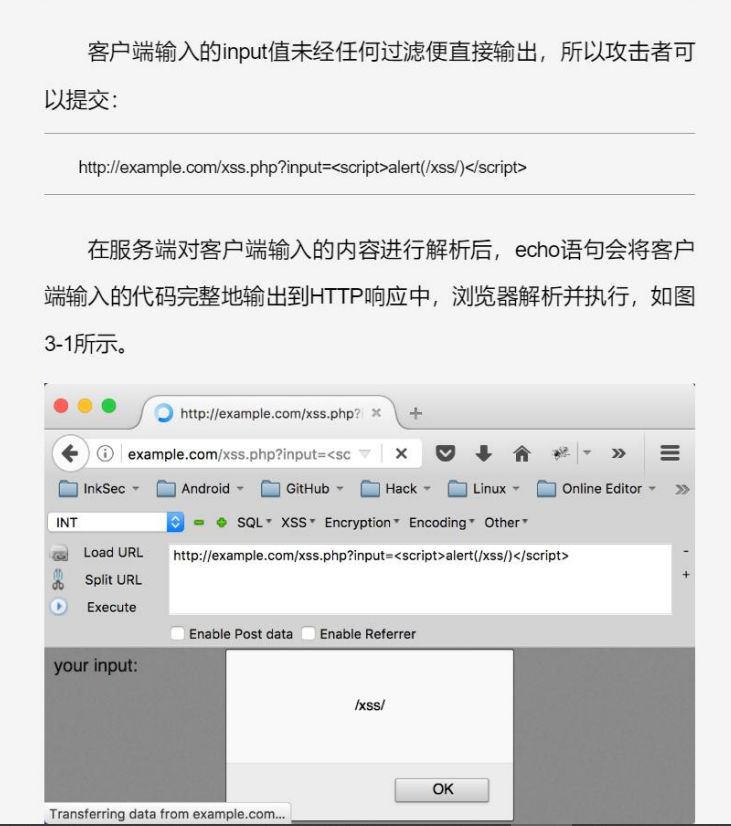 客户端输入的input值未经任何过滤便直接输出，所以攻击者可
以提交：
http://example.com/xss.php?input=<script>alert(/xss/)</script>
在服务端对客户端输入的内容进行解析后，echo语句会将客户
端输入的代码完整地输出到HTTP响应中，浏览器解析并执行，如图
3-1所示。
http://example.com/xss.php?
example.com/xss.php?input=<sc
InkSec Android GitHub Hack Linux Online Editor
INT SQL XSS Encryption Encoding Other
Load URL http://example.com/xss.php?input=<script>alert(/xss/)</script>
Split URL
Execute
Enable Post data Enable Referrer
your input:
/xss/
OK
Transferring data from example.com...